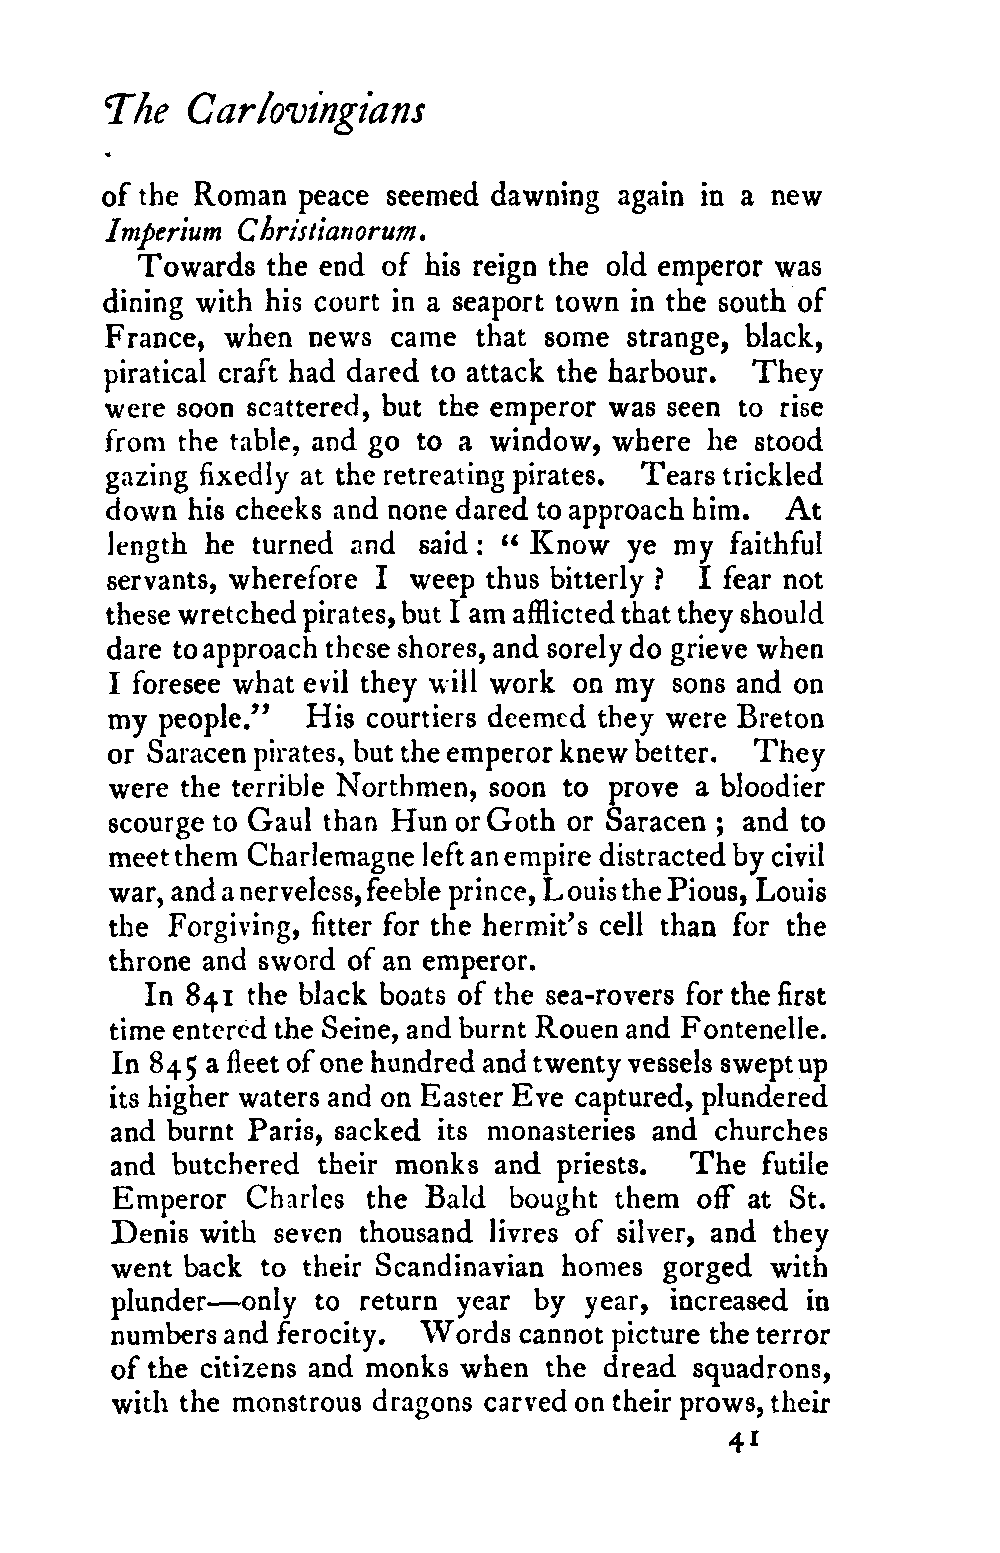 The Carlovingians
of the Roman peace seemed dawning again in a new
Imperium Christianorum.
Towards the end of his reign the old emperor was
dining with his court in a seaport town in the south of
France, when news came that some strange, black,
piratical craft had dared to attack the harbour. They
were soon scattered, but the emperor was seen to rise
from the table, and go to a window, where he stood
gazing fixedly at the retreating pirates. Tears trickled
down his cheeks and none dared to approach him. At
length he turned and said: “ Know ye my faithful
servants, wherefore I weep thus bitterly? I fear not
these wretched pirates, but I am afflicted that they should
dare to approach these shores, and sorely do grieve when
I foresee what evil they will work on my sons and on
my people.” His courtiers deemed they were Breton
or Saracen pirates, but the emperor knew better. They
were the terrible Northmen, soon to prove a bloodier
scourge to Gaul than Hun or Goth or Saracen; and to
meet them Charlemagne left an empire distracted by civil
war, and a nerveless, feeble prince, Louis the Pious, Louis
the Forgiving, fitter for the hermit’s cell than for the
throne and sword of an emperor.
In 841 the black boats of the sea-rovers for the first
time entered the Seine, and burnt Rouen and Fontenelle.
In 845 a fleet of one hundred and twenty vessels swept up
its higher waters and on Easter Eve captured, plundered
and burnt Paris, sacked its monasteries and churches
and butchered their monks and priests. The futile
Emperor Charles the Bald bought them off at St.
Denis with seven thousand livres of silver, and they
went back to their Scandinavian homes gorged with
plunder—only to return year by year, increased in
numbers and ferocity. Words cannot picture the terror
of the citizens and monks when the dread squadrons,
with the monstrous dragons carved on their prows, their
41